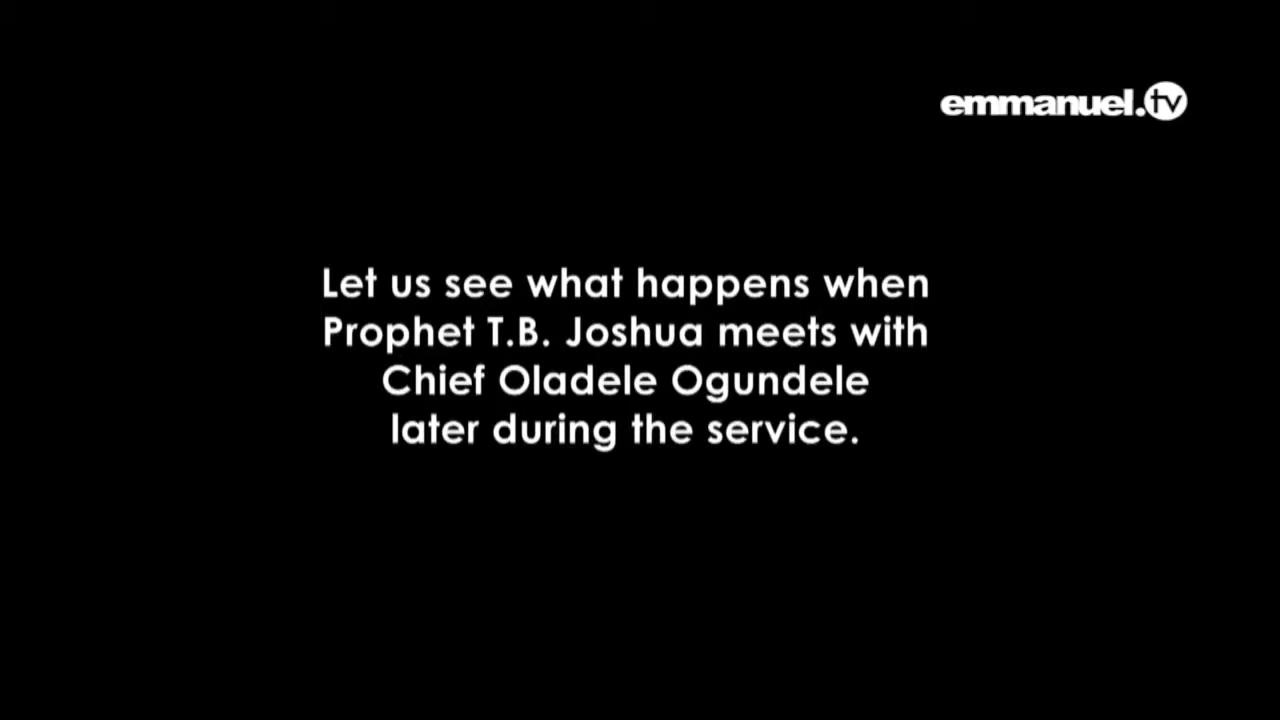 emmanuel.tv
Let us see what happens when
Prophet T.B. Joshua meets with
Chief Oladele Ogundele
later during the service.